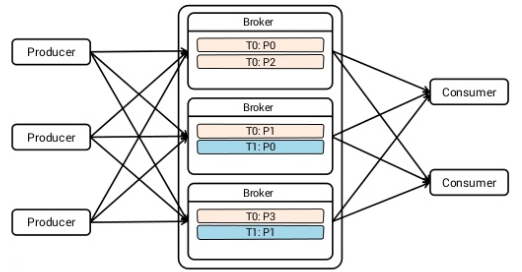 Producer
Producer
Producer
Broker
T0: P0
T0: P2
Broker
T0: P1
T1: P0
Broker
T0: P3
T1: P1
Consumer
Consumer